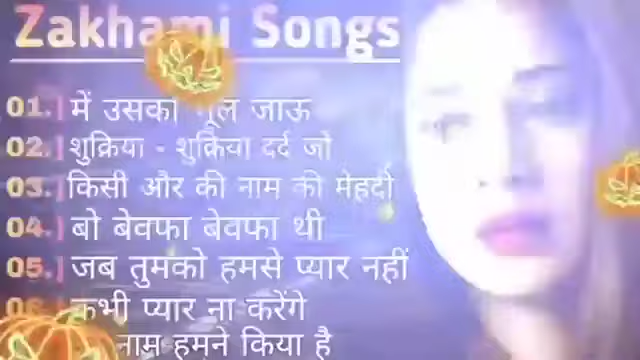 Zakhami Songs
01.| में उसका भूल जाऊ
02.| शुक्रिया - शुक्रिया दर्द जो
03.| किसी और की नाम की मेहदी
04.| बो बेवफा बेवफा थी
05.| जब तुमको हमसे प्यार नहीं
06.| कभी प्यार ना करेंगे
नाम हमने किया है